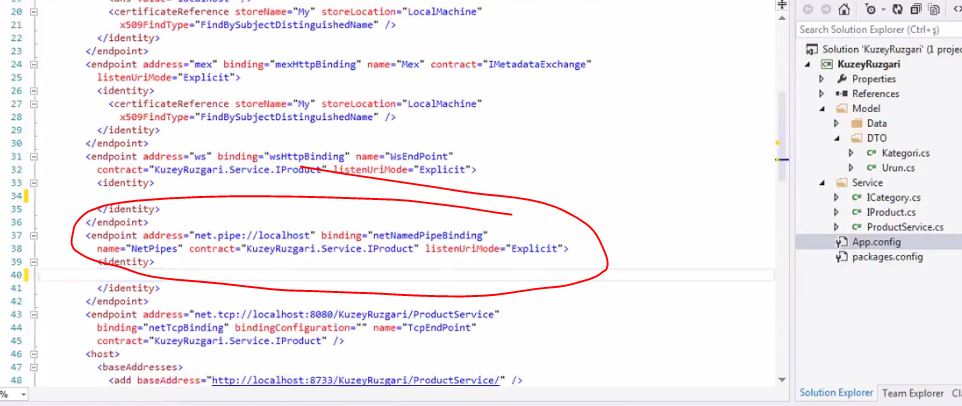 20 <certificateReference storeName="My" storeLocation="LocalMachine"
21 x509FindType="FindBySubjectDistinguishedName" />
22 </identity>
23 </endpoint>
24 <endpoint address="mex" binding="mexHttpBinding" name="Mex" contract="IMetadataExchange"
25 listenUriMode="Explicit">
26 <identity>
27 <certificateReference storeName="My" storeLocation="LocalMachine"
28 x509FindType="FindBySubjectDistinguishedName" />
29 </identity>
30 </endpoint>
31 <endpoint address="ws" binding="wsHttpBinding" name="WsEndPoint"
32 contract="KuzeyRuzgari.Service.IProduct" listenUriMode="Explicit">
33 <identity>
34
35 </identity>
36 </endpoint>
37 <endpoint address="net.pipe://localhost" binding="netNamedPipeBinding"
38 name="NetPipes" contract="KuzeyRuzgari.Service.IProduct" listenUriMode="Explicit">
39 <identity>
40
41 </identity>
42 </endpoint>
43 <endpoint address="net.tcp://localhost:8080/KuzeyRuzgari/ProductService"
44 binding="netTcpBinding" bindingConfiguration="" name="TcpEndPoint"
45 contract="KuzeyRuzgari.Service.IProduct" />
46 <host>
47 <baseAddresses>
48 <add baseAddress="http://localhost:8733/KuzeyRuzgari/ProductService/" />
%
Search Solution Explorer (Ctrl+ş)
Solution 'KuzeyRuzgari' (1 projec
KuzeyRuzgari
Properties
References
Model
Data
DTO
Kategori.cs
Urun.cs
Service
ICategory.cs
IProduct.cs
ProductService.cs
App.config
packages.config
Solution Explorer Team Explorer Cl